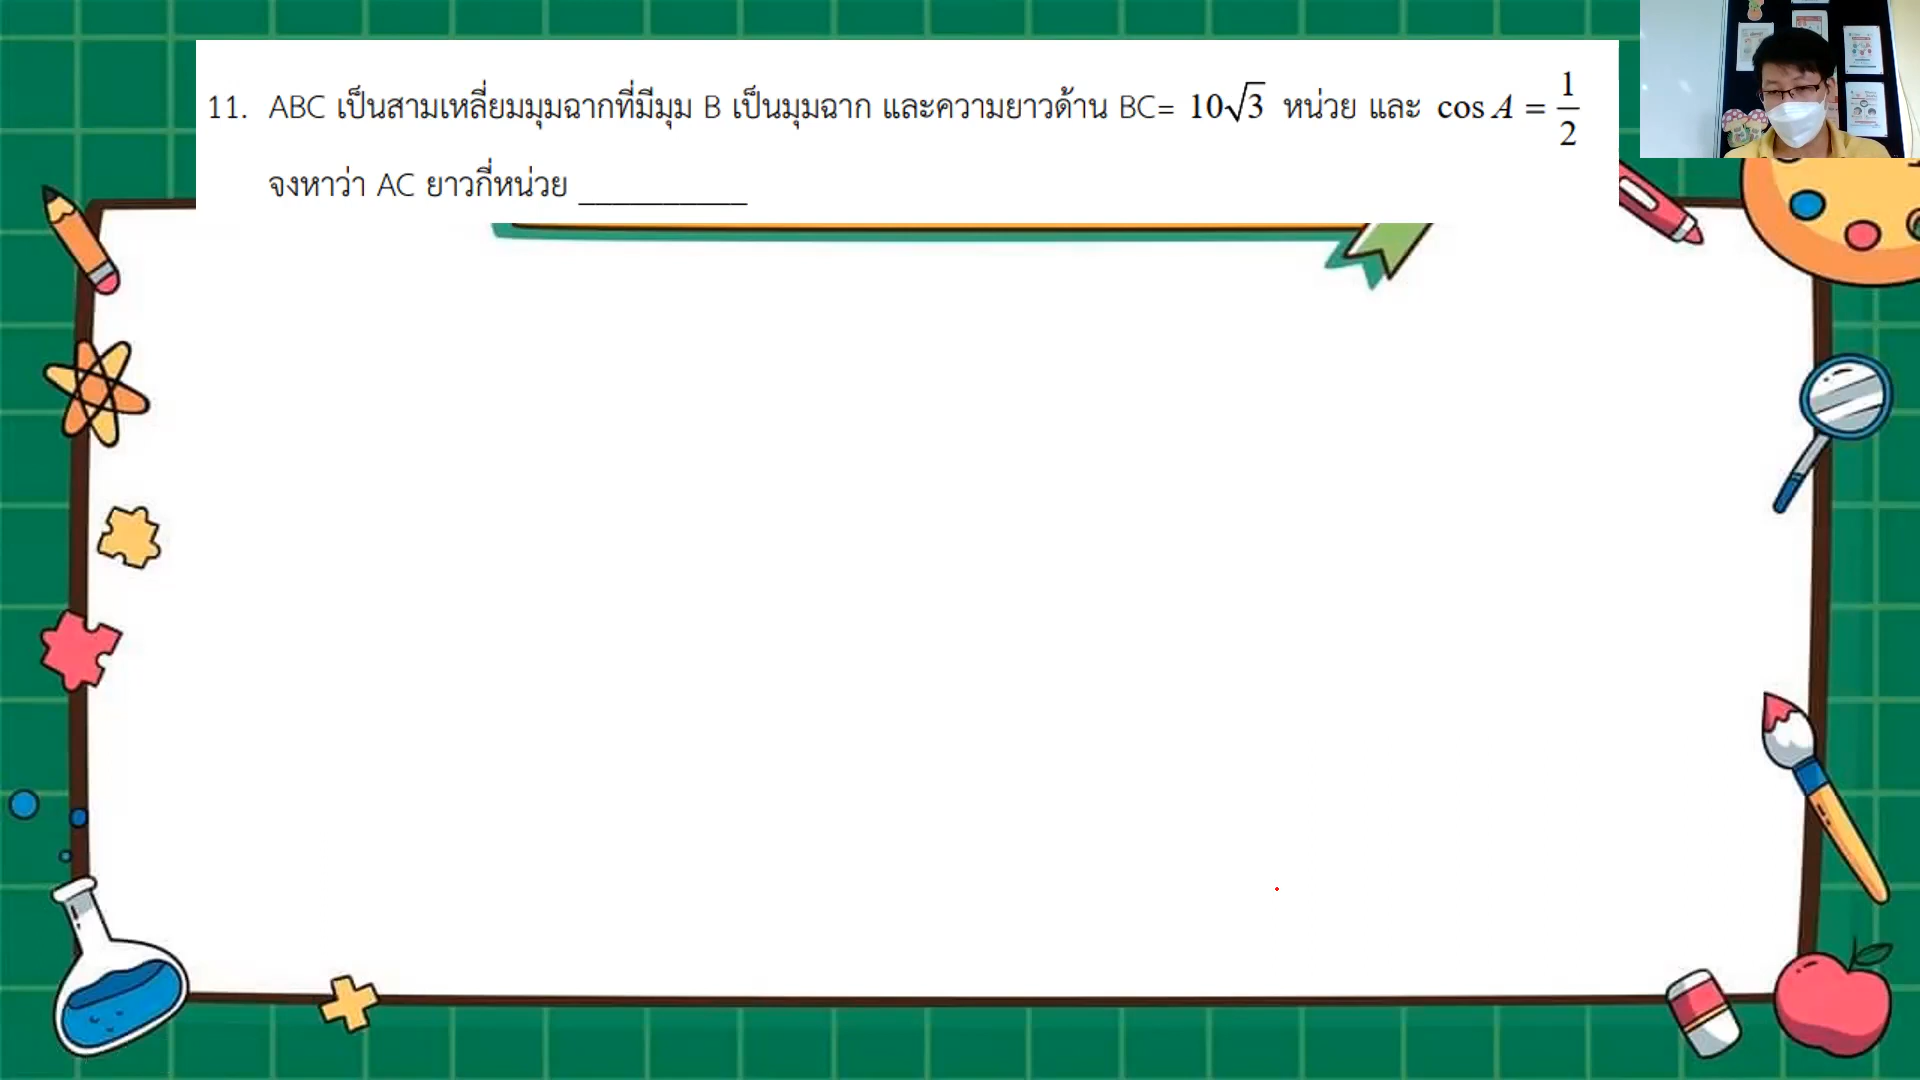 11. ABC เป็นสามเหลี่ยมมุมฉากที่มีมุม B เป็นมุมฉาก และความยาวด้าน BC= 10√3 หน่วย และ cos A = 1/2
จงหาว่า AC ยาวกี่หน่วย __________